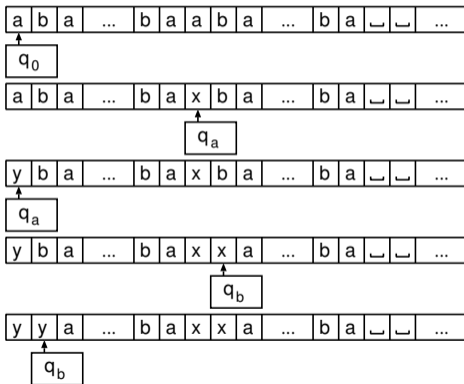 a b a ... b a a b a ... b a ␣ ␣ ...
q0
a b a ... b a x b a ... b a ␣ ␣ ...
qa
y b a ... b a x b a ... b a ␣ ␣ ...
qa
y b a ... b a x x a ... b a ␣ ␣ ...
qb
y y a ... b a x x a ... b a ␣ ␣ ...
qb